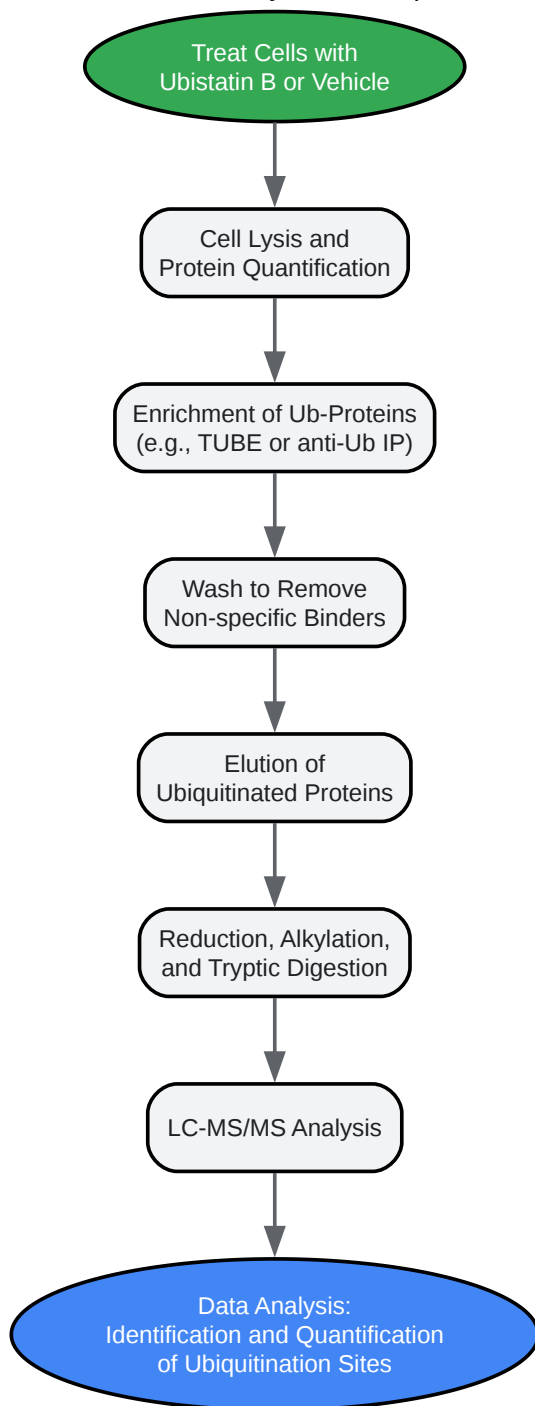 Treat Cells with
Ubistatin B or Vehicle
Cell Lysis and
Protein Quantification
Enrichment of Ub-Proteins
(e.g., TUBE or anti-Ub IP)
Wash to Remove
Non-specific Binders
Elution of
Ubiquitinated Proteins
Reduction, Alkylation,
and Tryptic Digestion
LC-MS/MS Analysis
Data Analysis:
Identification and Quantification
of Ubiquitination Sites